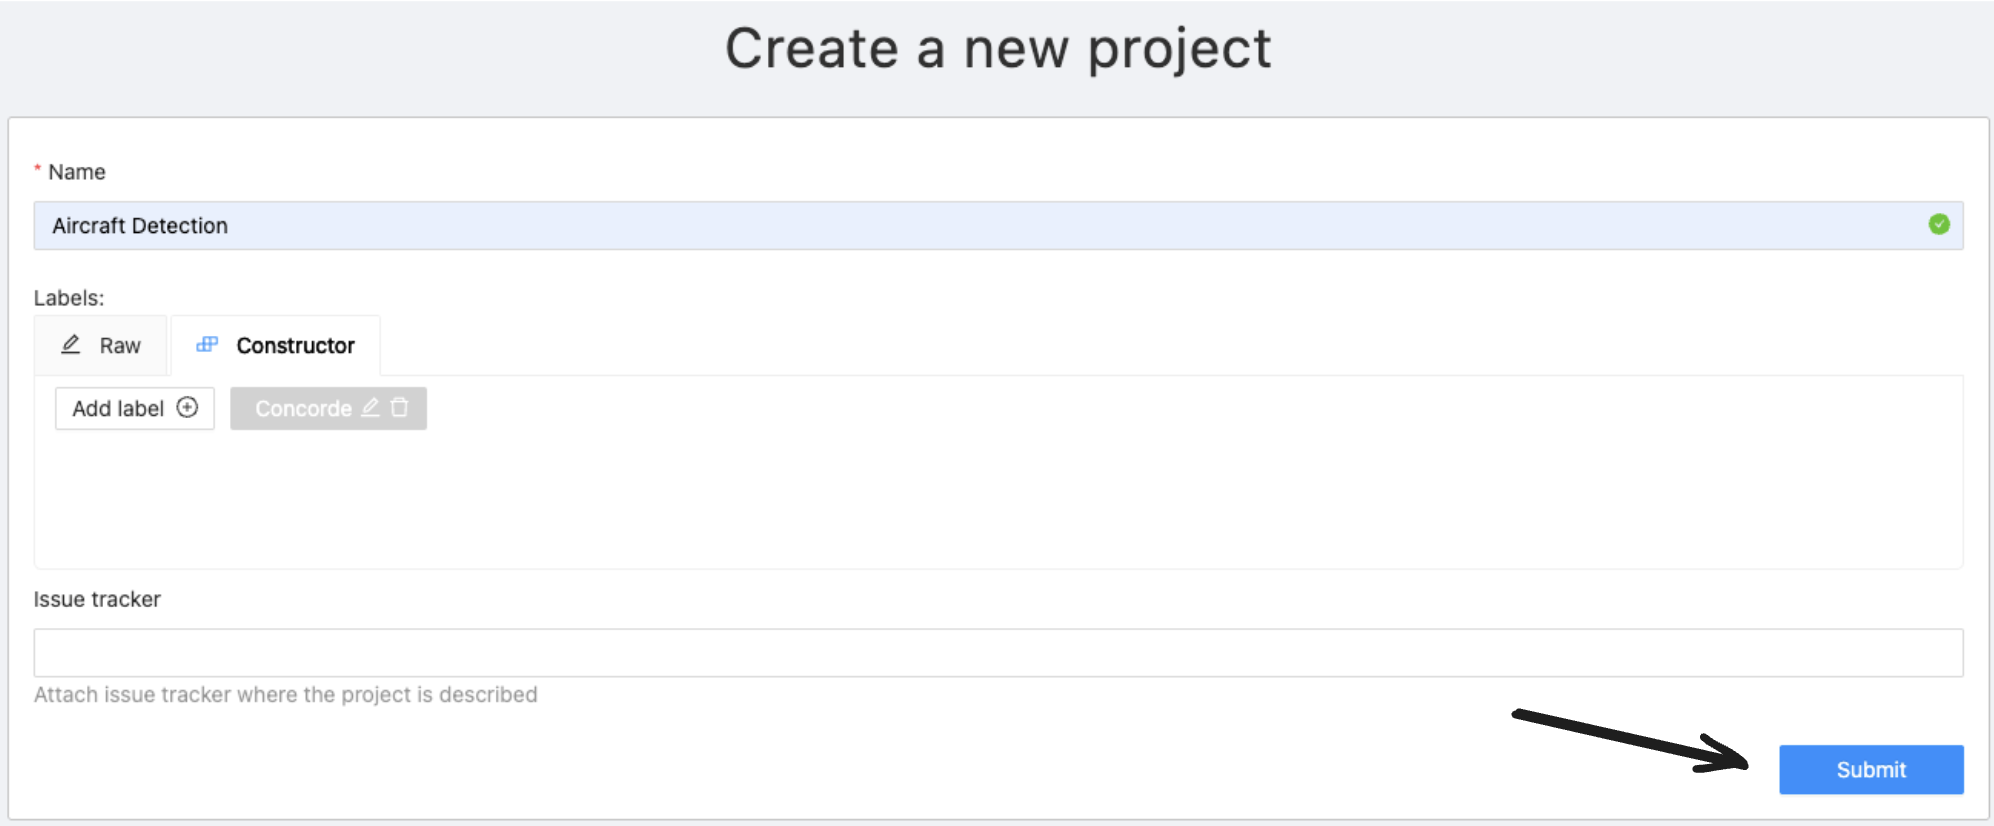 Create a new project
* Name
Aircraft Detection
Labels:
Raw Constructor
Add label Concorde
Issue tracker
Attach issue tracker where the project is described
Submit